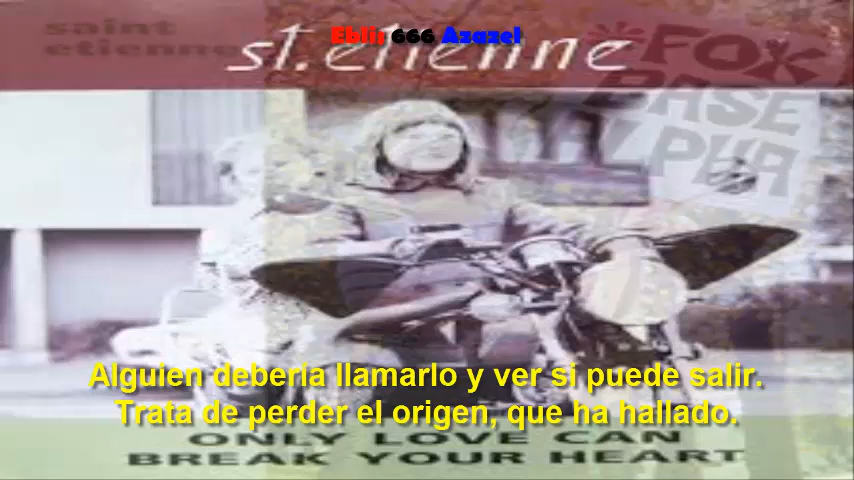 saint
etienne
st.etienne
Eblis 666 Azazel
FOX
BASE
ALPHA
Alguien debería llamarlo y ver si puede salir.
Trata de perder el origen, que ha hallado.
ONLY LOVE CAN
BREAK YOUR HEART